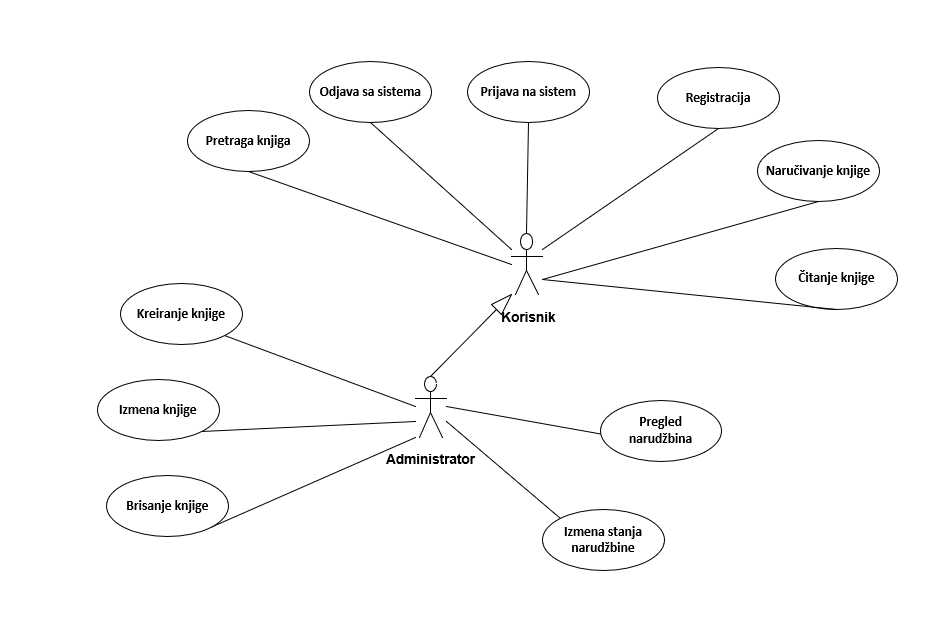 Odjava sa sistema
Prijava na sistem
Registracija
Pretraga knjiga
Naručivanje knjige
Čitanje knjige
Korisnik
Kreiranje knjige
Izmena knjige
Brisanje knjige
Administrator
Pregled
narudžbina
Izmena stanja
narudžbine